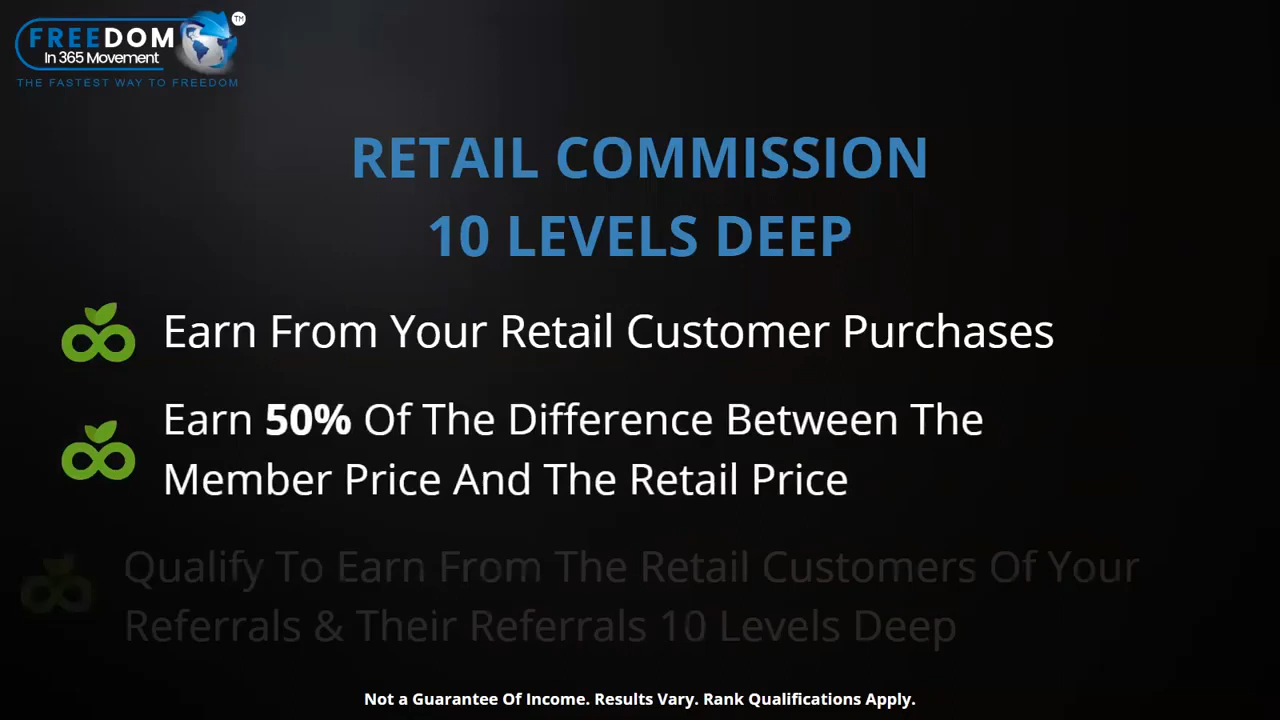 FREEDOM
TM
In 365 Movement
THE FASTEST WAY TO FREEDOM
RETAIL COMMISSION
10 LEVELS DEEP
Earn From Your Retail Customer Purchases
Earn 50% Of The Difference Between The
Member Price And The Retail Price
Qualify To Earn From The Retail Customers Of Your
Referrals & Their Referrals 10 Levels Deep
Not a Guarantee Of Income. Results Vary. Rank Qualifications Apply.